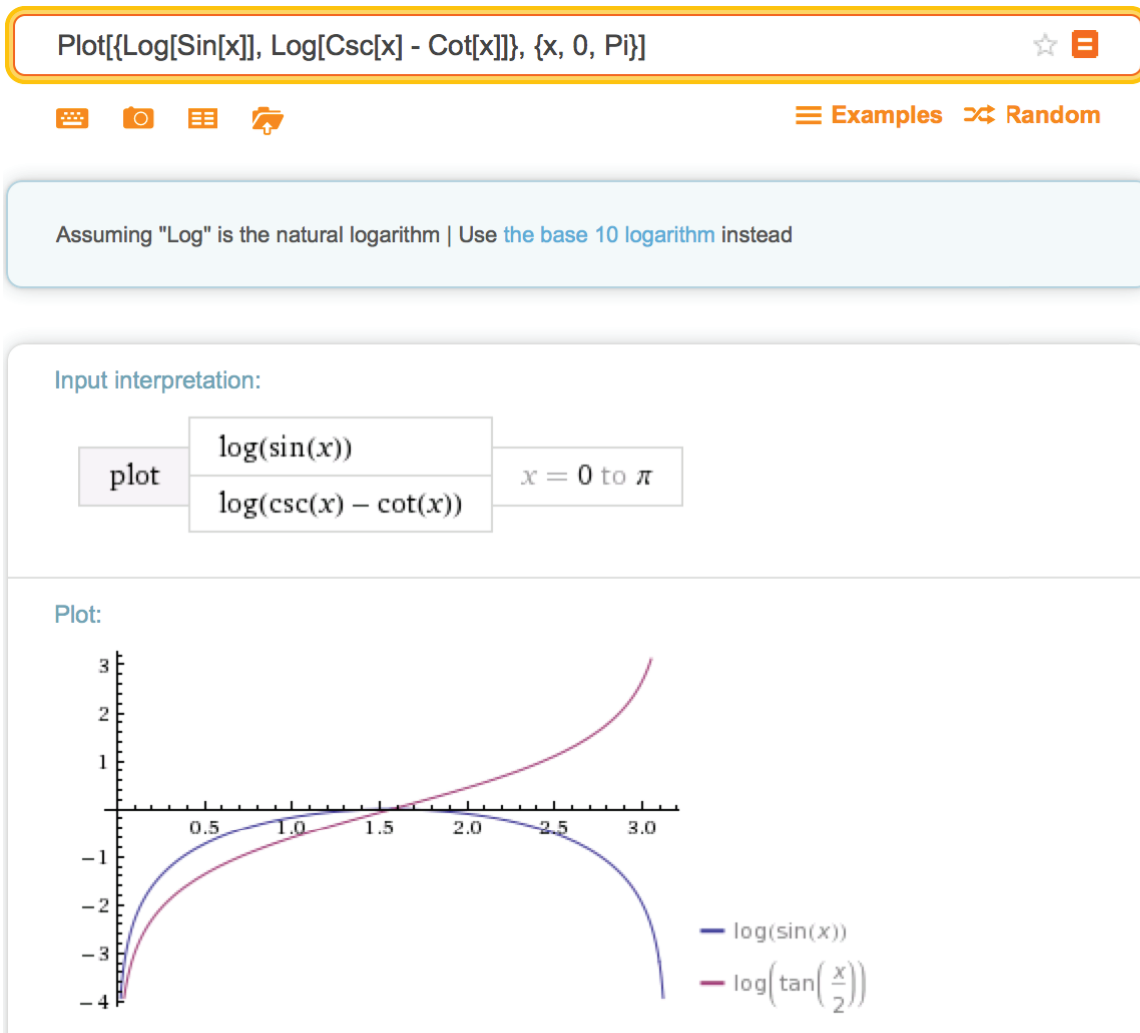 Plot[{Log[Sin[x]], Log[Csc[x] - Cot[x]]}, {x, 0, Pi}]
Examples Random
Assuming "Log" is the natural logarithm | Use the base 10 logarithm instead
Input interpretation:
plot
log(sin(x))
log(csc(x) – cot(x))
x = 0 to π
Plot:
3
2
1
0.5 1.0 1.5 2.0 2.5 3.0
−1
−2
−3
−4
log(sin(x))
log(tan(x/2))